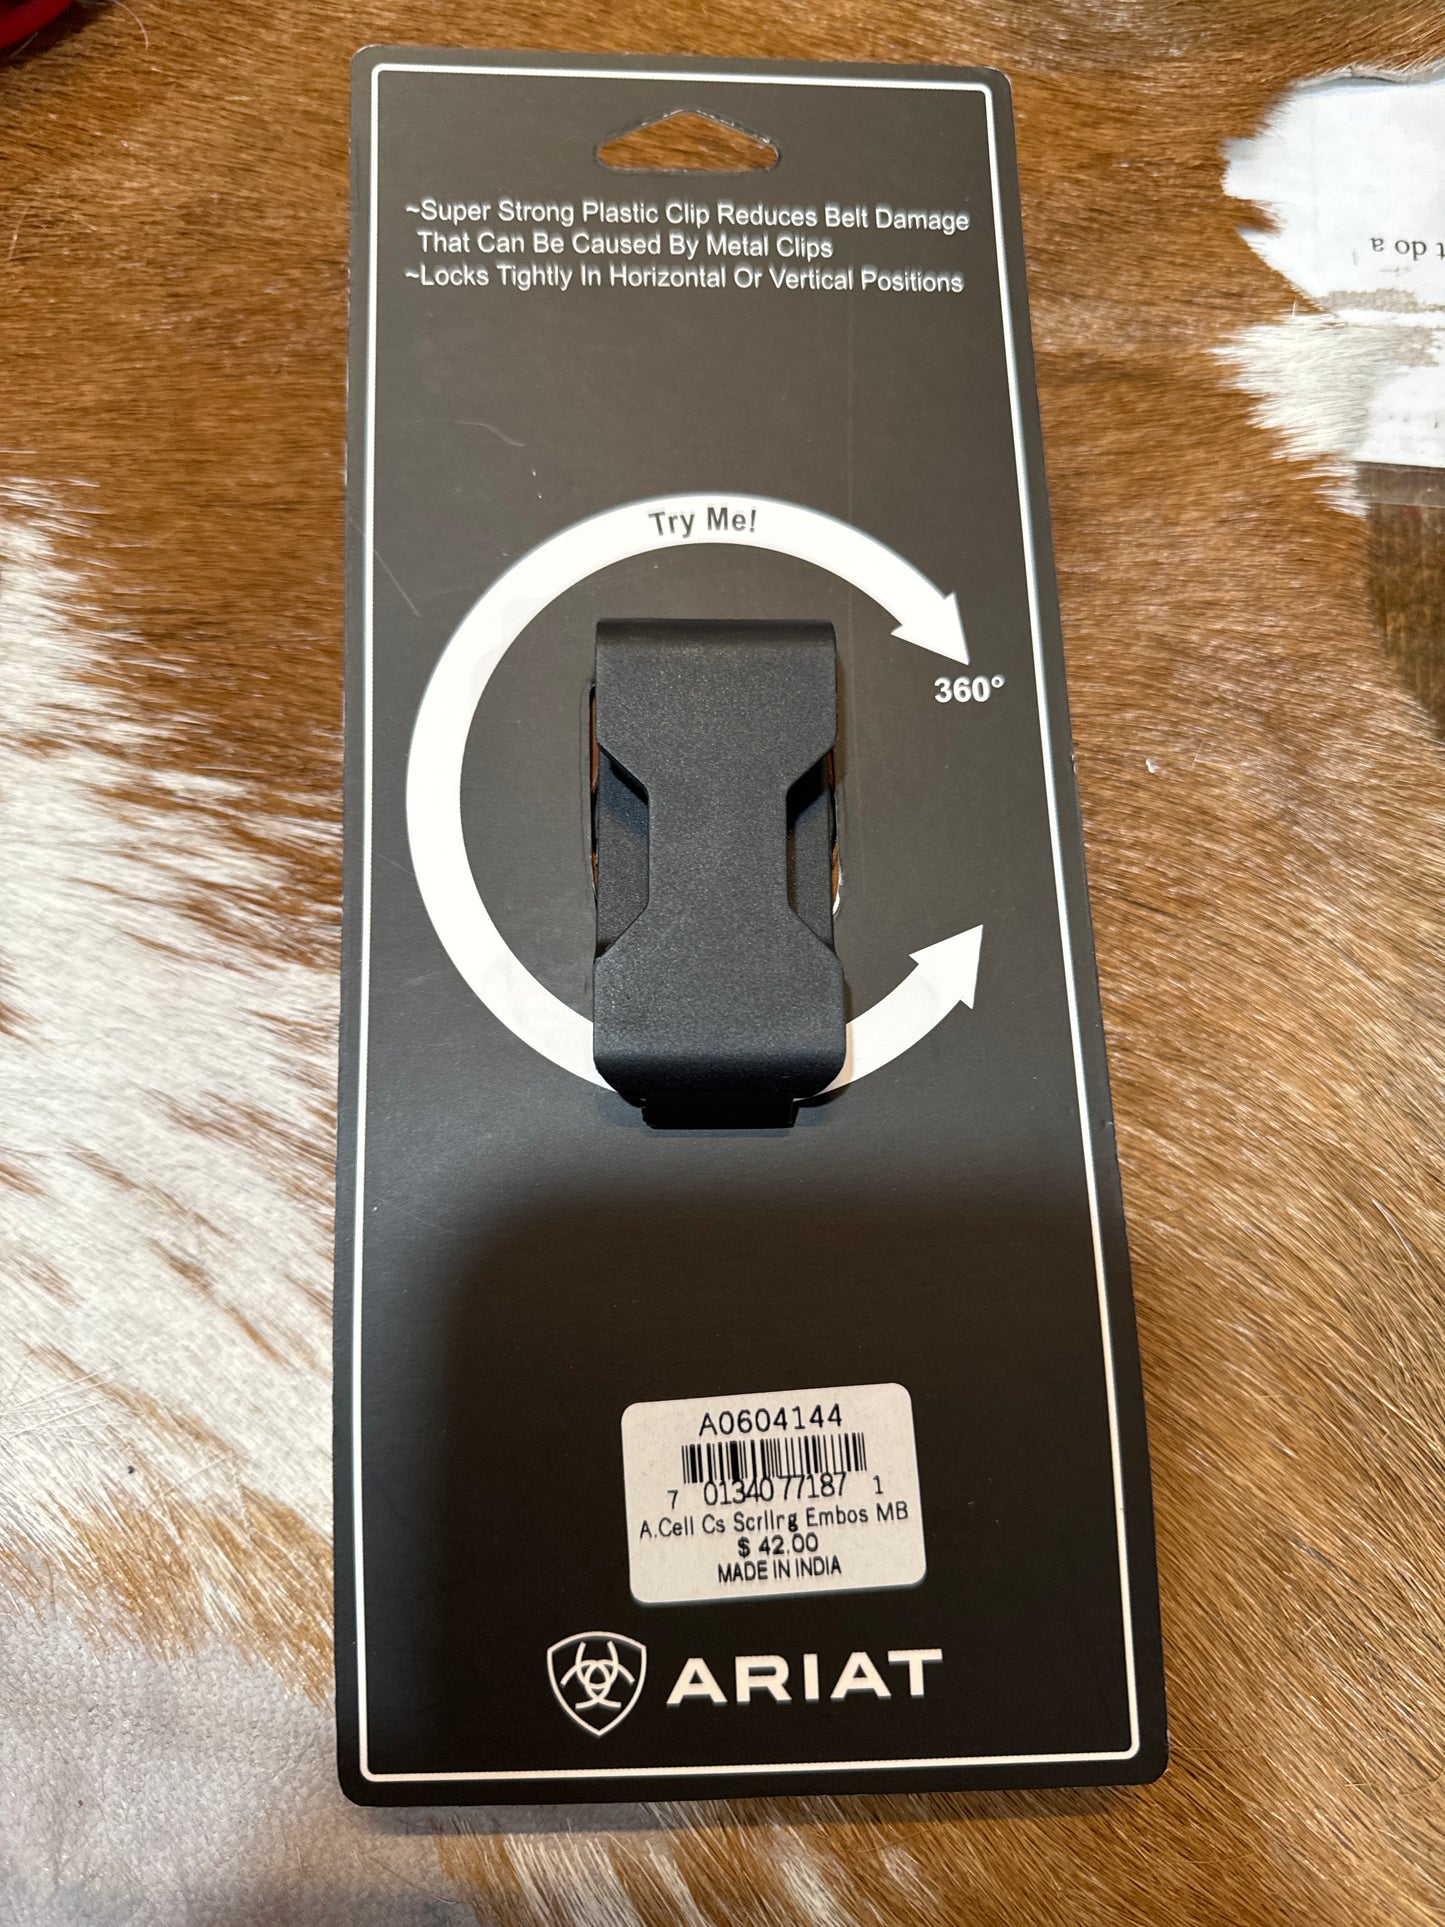 ~Super Strong Plastic Clip Reduces Belt Damage
That Can Be Caused By Metal Clips
~Locks Tightly In Horizontal Or Vertical Positions
t do a
Try Me!
360°
A0604144
7 01340 77187 1
A.Cell Cs Scrllrg Embos MB
$ 42.00
MADE IN INDIA
ARIAT